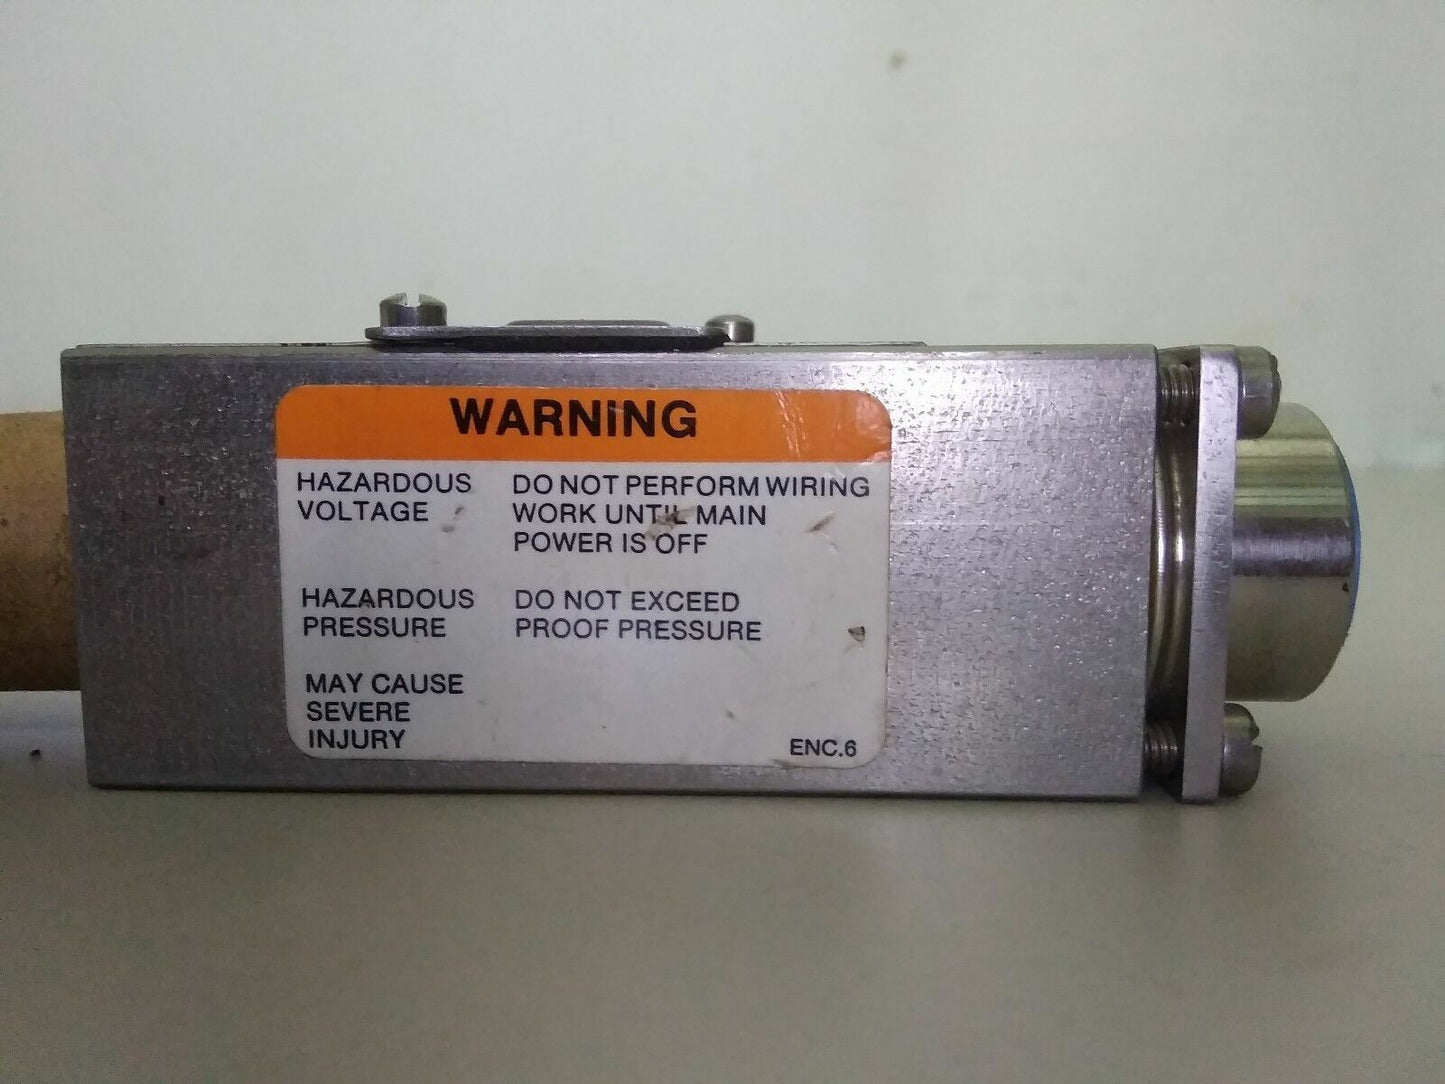 WARNING
HAZARDOUS
VOLTAGE
DO NOT PERFORM WIRING
WORK UNTIL MAIN
POWER IS OFF
HAZARDOUS
PRESSURE
DO NOT EXCEED
PROOF PRESSURE
MAY CAUSE
SEVERE
INJURY
ENC.6